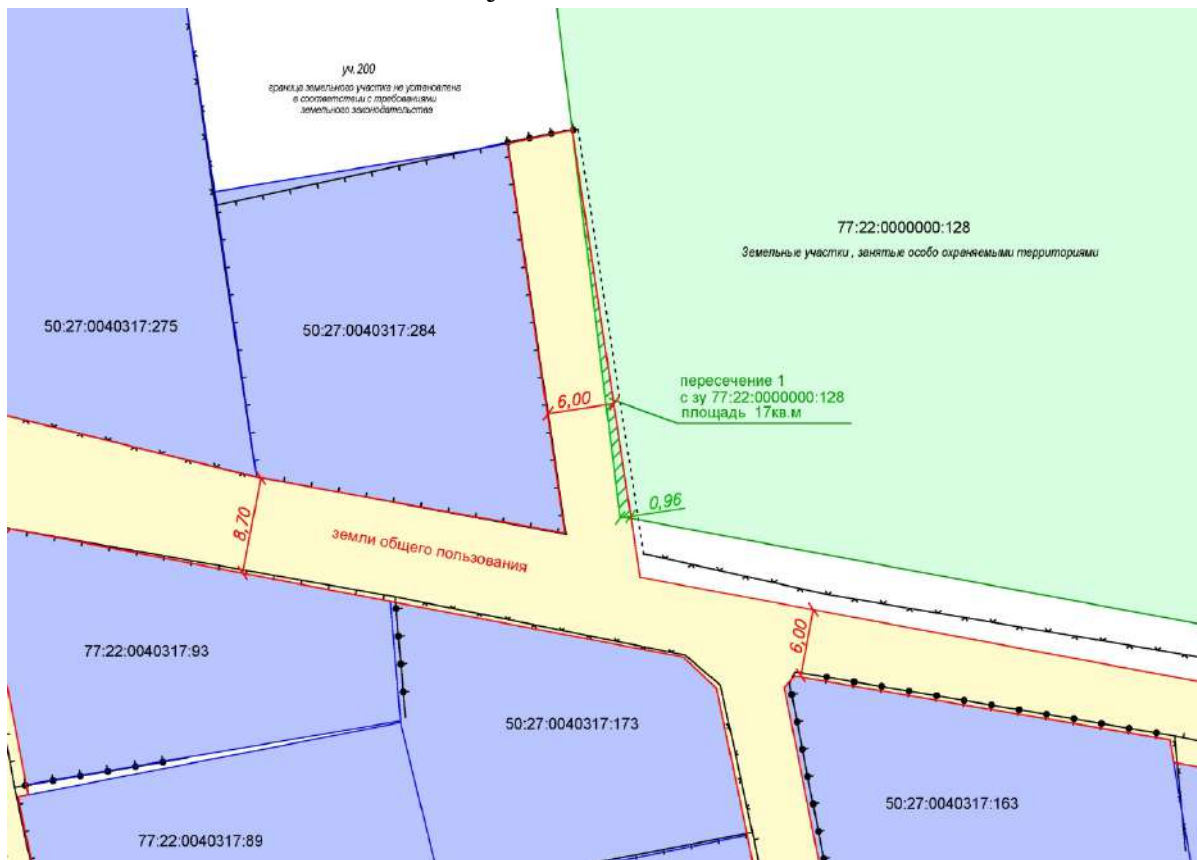 уч.200
граница земельного участка не установлена
в соответствии с требованиями
земельного законодательства
77:22:0000000:128
Земельные участки , занятые особо охраняемыми территориями
50:27:0040317:275
50:27:0040317:284
пересечение 1
с зу 77:22:0000000:128
площадь 17кв.м
6,00
0,96
8,70
земли общего пользования
6,00
77:22:0040317:93
50:27:0040317:173
50:27:0040317:163
77:22:0040317:89